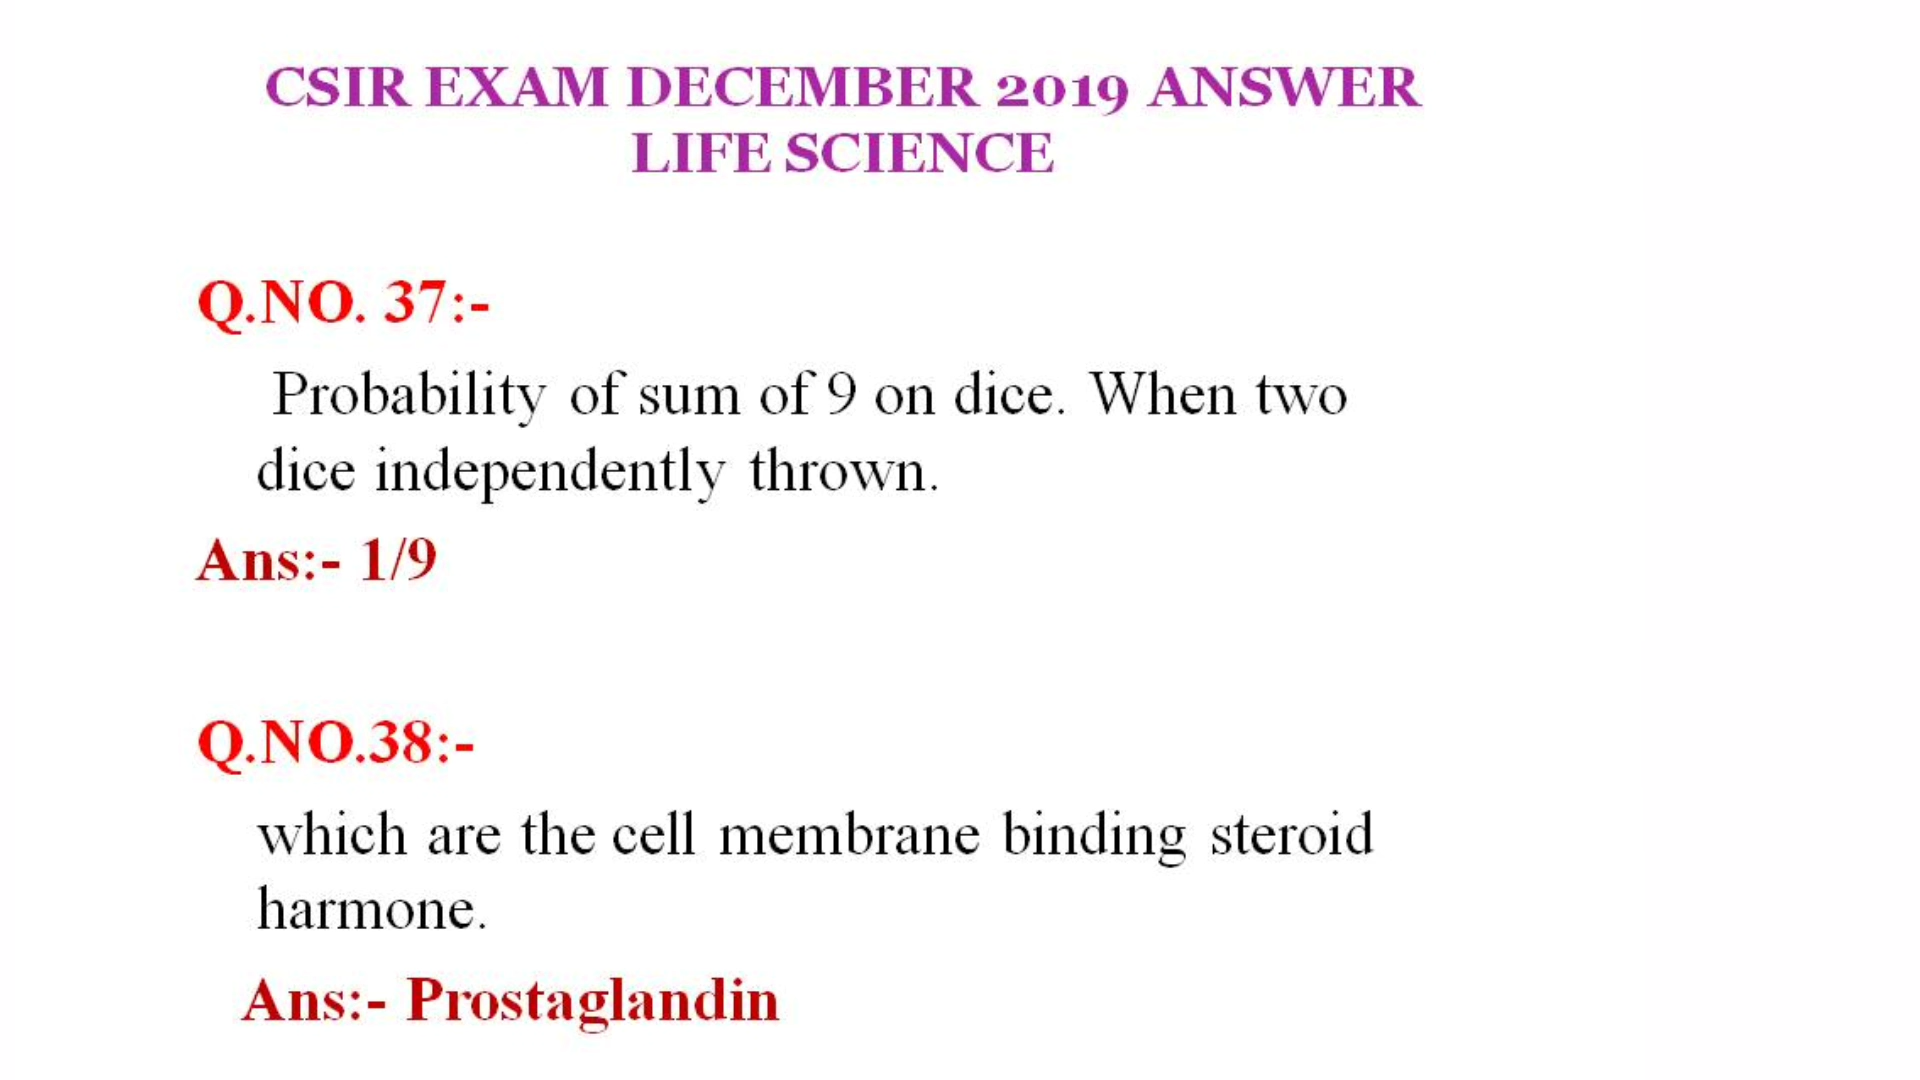 CSIR EXAM DECEMBER 2019 ANSWER
LIFE SCIENCE
Q.NO. 37:-
Probability of sum of 9 on dice. When two
dice independently thrown.
Ans:- 1/9
Q.NO.38:-
which are the cell membrane binding steroid
harmone.
Ans:- Prostaglandin